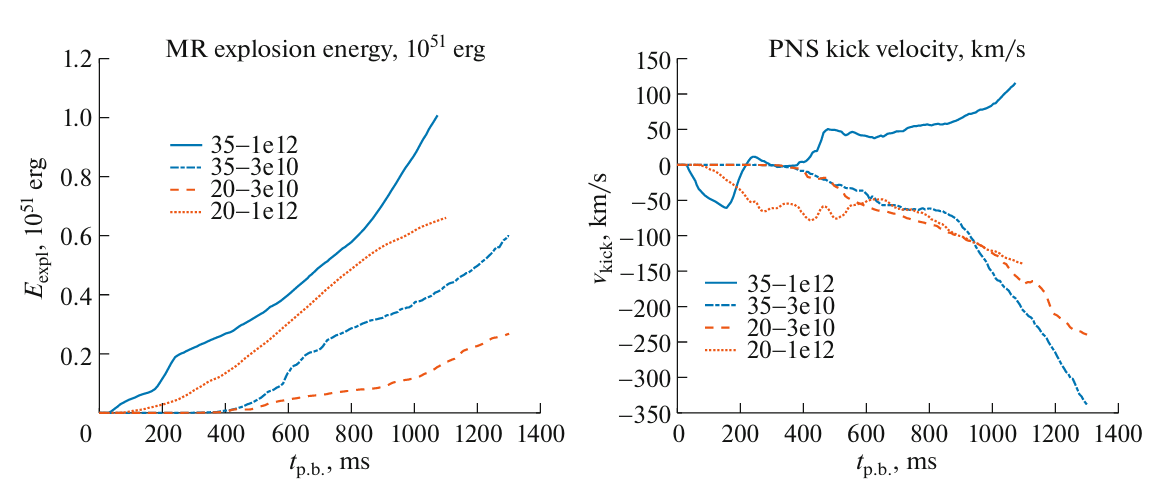 MR explosion energy, 10^51 erg
E_expl, 10^51 erg
1.2
1.0
0.8
0.6
0.4
0.2
35–1e12
35–3e10
20–3e10
20–1e12
0 200 400 600 800 1000 1200 1400
t_p.b., ms
PNS kick velocity, km/s
v_kick, km/s
150
100
50
0
–50
–100
–150
–200
–250
–300
–350
35–1e12
35–3e10
20–3e10
20–1e12
0 200 400 600 800 1000 1200 1400
t_p.b., ms